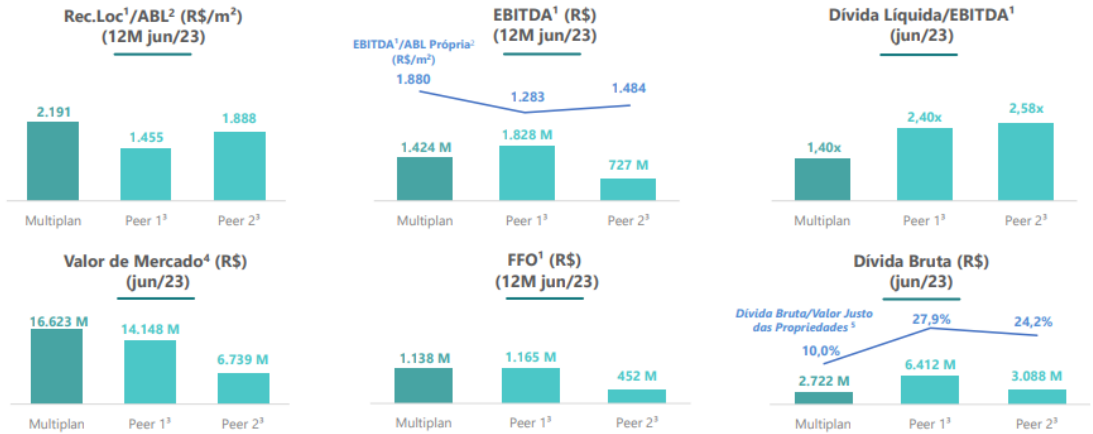 Rec.Loc¹/ABL² (R$/m²)
(12M jun/23)
2.191
1.455
1.888
Multiplan
Peer 1³
Peer 2³
EBITDA¹ (R$)
(12M jun/23)
EBITDA¹/ABL Própria²
(R$/m²)
1.880
1.283
1.484
1.424 M
1.828 M
727 M
Multiplan
Peer 1³
Peer 2³
Dívida Líquida/EBITDA¹
(jun/23)
1,40x
2,40x
2,58x
Multiplan
Peer 1³
Peer 2³
Valor de Mercado⁴ (R$)
(jun/23)
16.623 M
14.148 M
6.739 M
Multiplan
Peer 1³
Peer 2³
FFO¹ (R$)
(12M jun/23)
1.138 M
1.165 M
452 M
Multiplan
Peer 1³
Peer 2³
Dívida Bruta (R$)
(jun/23)
Dívida Bruta/Valor Justo
das Propriedades ⁵
10,0%
27,9%
24,2%
2.722 M
6.412 M
3.088 M
Multiplan
Peer 1³
Peer 2³